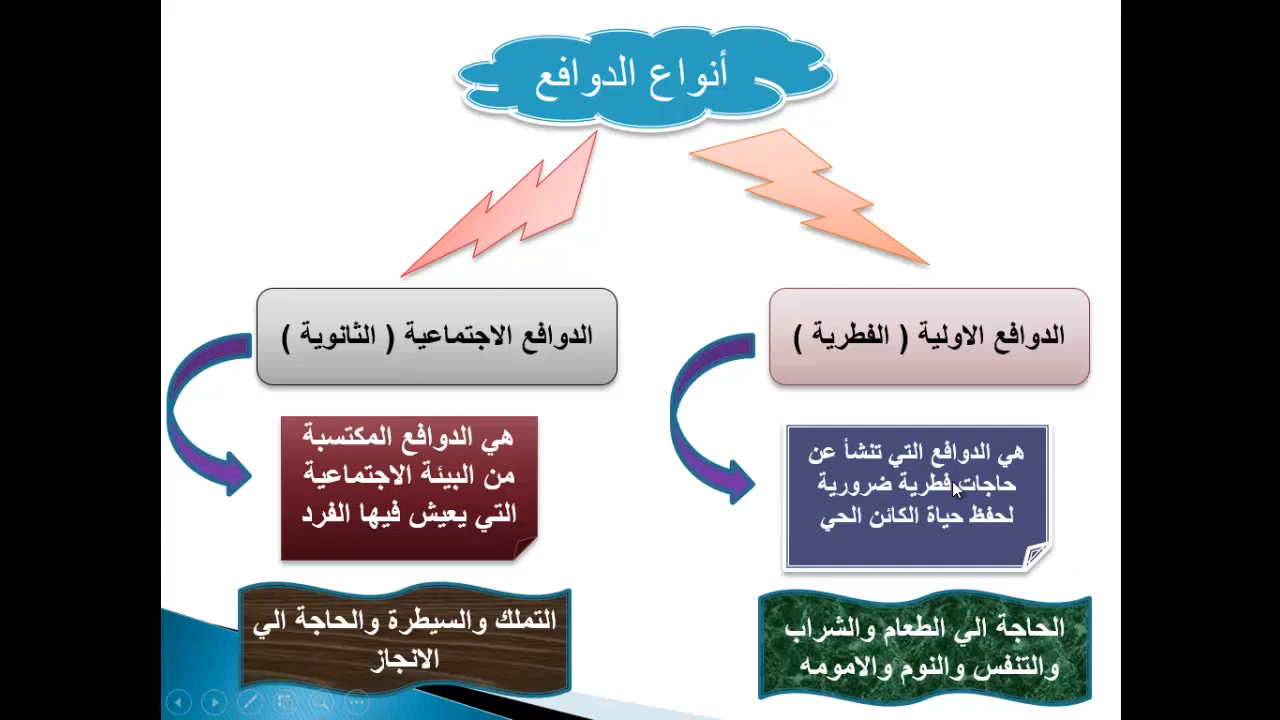 أنواع الدوافع
الدوافع الاولية ( الفطرية )
هي الدوافع التي تنشأ عن
حاجات فطرية ضرورية
لحفظ حياة الكائن الحي
الحاجة الي الطعام والشراب
والتنفس والنوم والامومه
الدوافع الاجتماعية ( الثانوية )
هي الدوافع المكتسبة
من البيئة الاجتماعية
التي يعيش فيها الفرد
التملك والسيطرة والحاجة الي
الانجاز